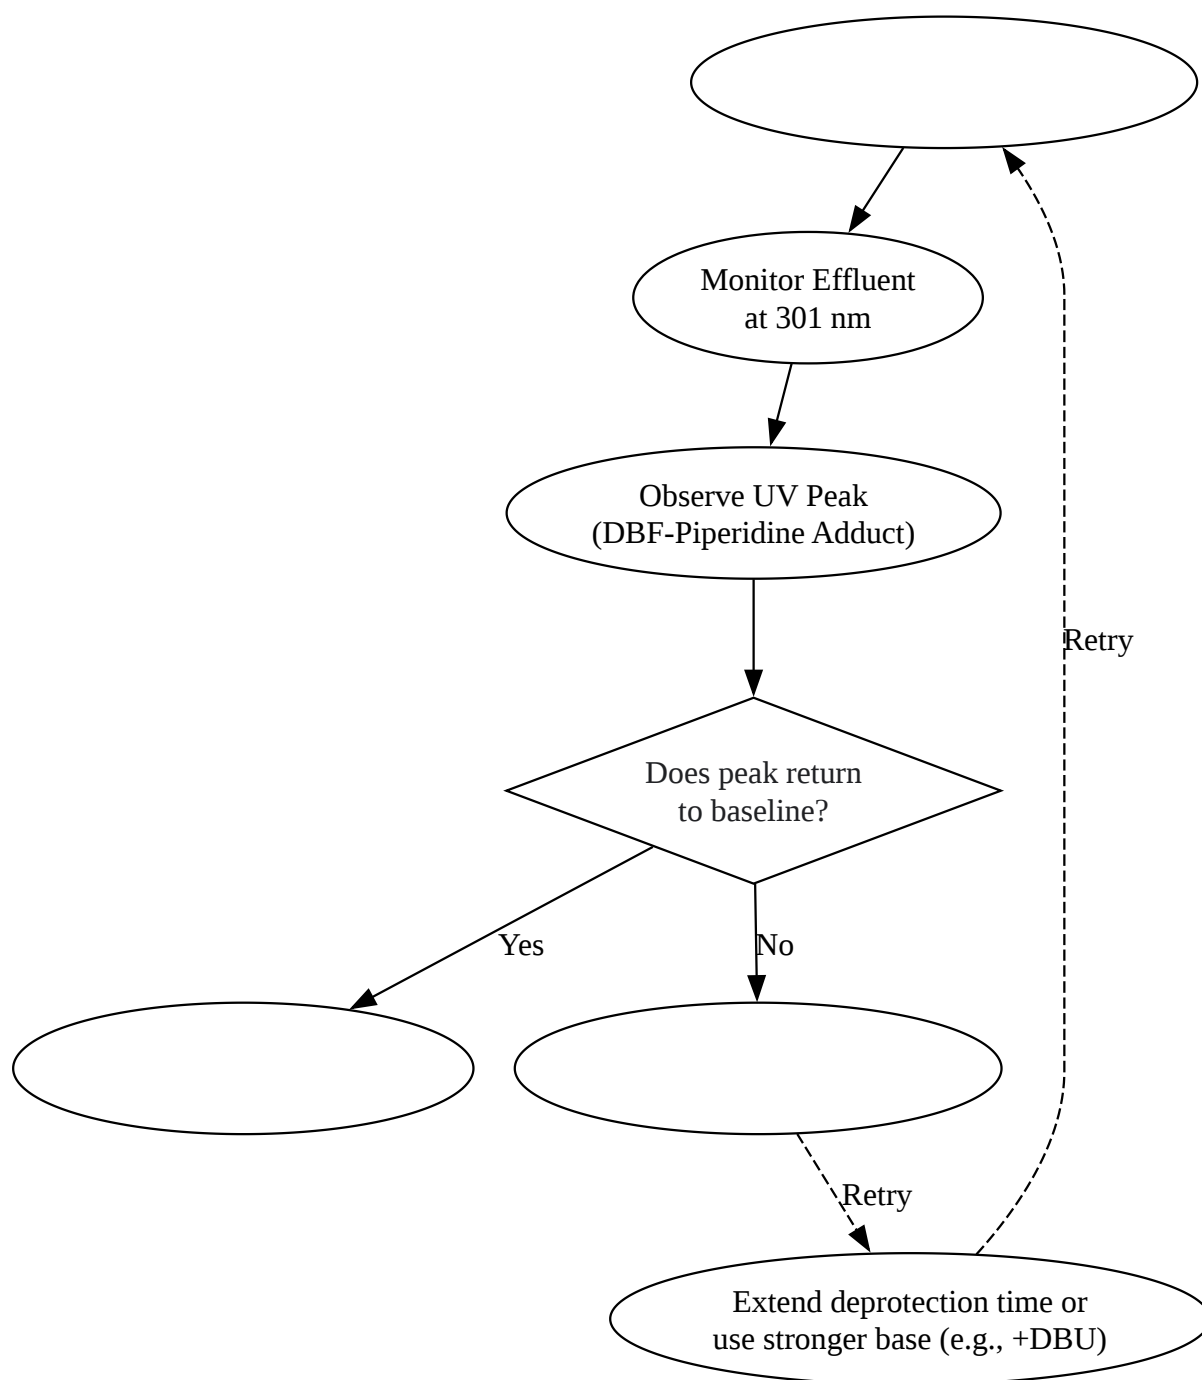 Monitor Effluent
at 301 nm
Observe UV Peak
(DBF-Piperidine Adduct)
Retry
Does peak return
to baseline?
Yes
No
Retry
Extend deprotection time or
use stronger base (e.g., +DBU)